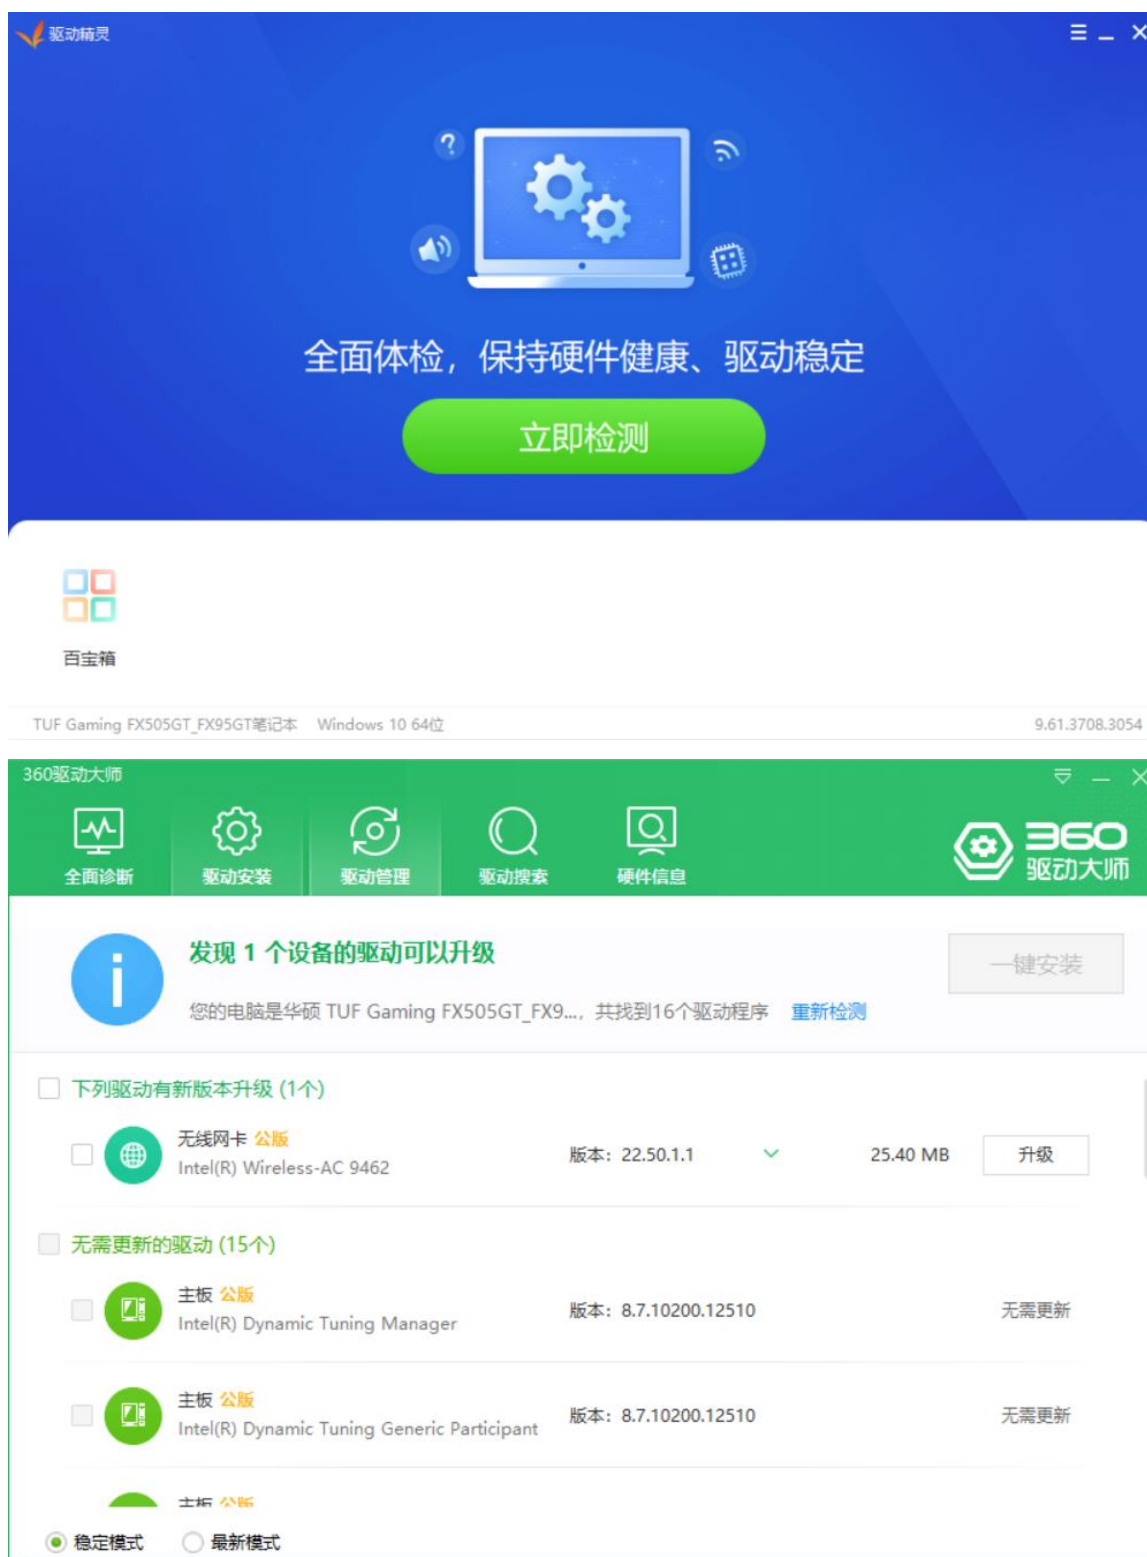 驱动精灵
全面体检，保持硬件健康、驱动稳定
立即检测
百宝箱
TUF Gaming FX505GT_FX95GT笔记本 Windows 10 64位 9.61.3708.3054
360驱动大师
全面诊断 驱动安装 驱动管理 驱动搜索 硬件信息
360
驱动大师
发现 1 个设备的驱动可以升级
一键安装
您的电脑是华硕 TUF Gaming FX505GT_FX9...，共找到16个驱动程序 重新检测
下列驱动有新版本升级 (1个)
无线网卡 公版
Intel(R) Wireless-AC 9462
版本：22.50.1.1 25.40 MB 升级
无需更新的驱动 (15个)
主板 公版
Intel(R) Dynamic Tuning Manager
版本：8.7.10200.12510 无需更新
主板 公版
Intel(R) Dynamic Tuning Generic Participant
版本：8.7.10200.12510 无需更新
主板 公版
稳定模式 最新模式